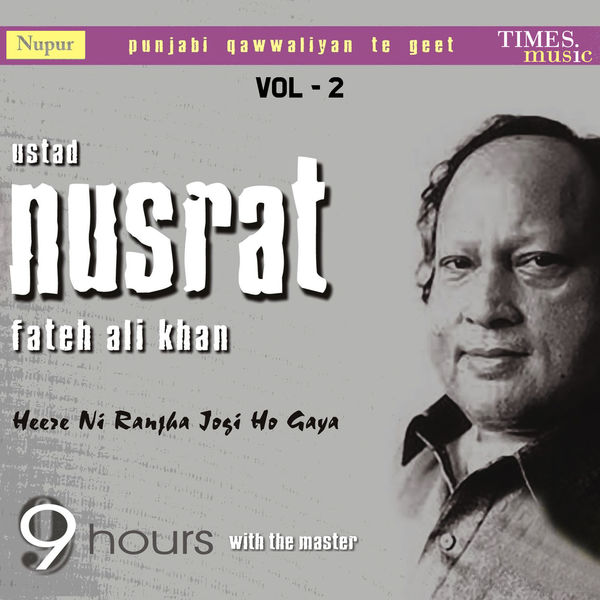 Nupur
punjabi qawwaliyan te geet
TIMES.
music
VOL - 2
ustad
nusrat
fateh ali khan
Heere Ni Ranjha Jogi Ho Gaya
9 hours with the master